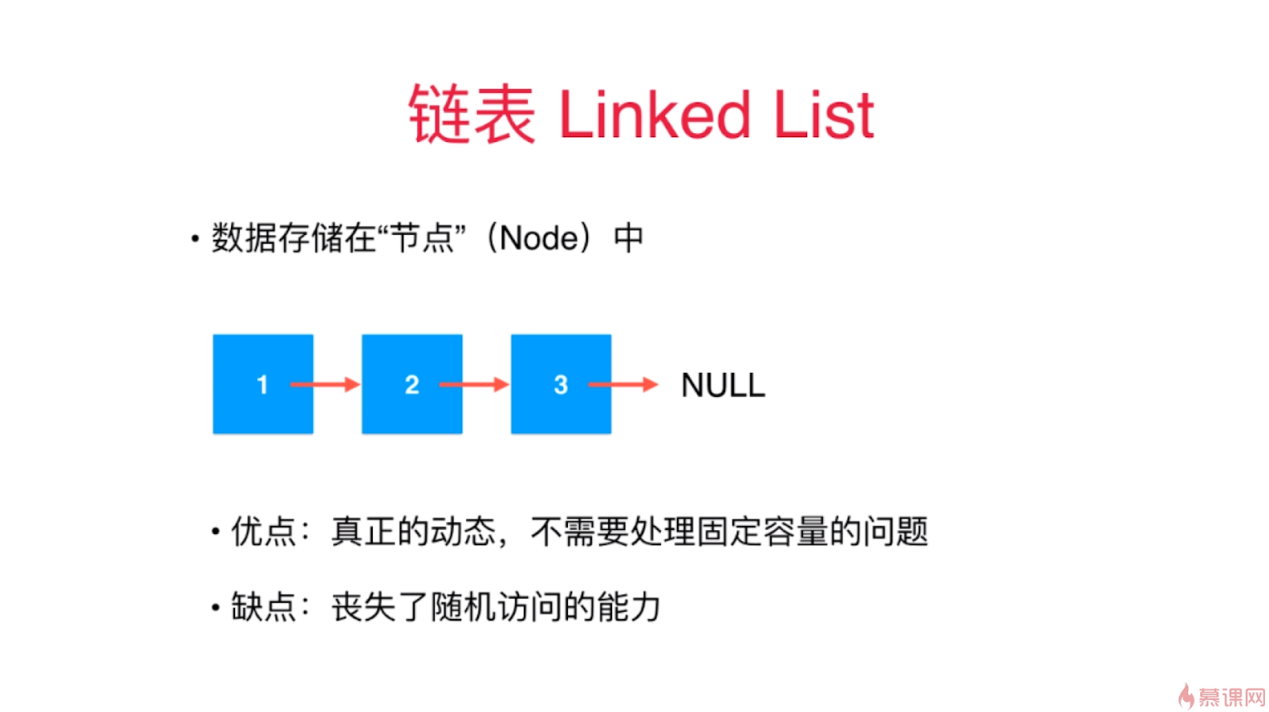 链表 Linked List
• 数据存储在“节点”（Node）中
1 2 3 NULL
• 优点：真正的动态，不需要处理固定容量的问题
• 缺点：丧失了随机访问的能力
慕课网